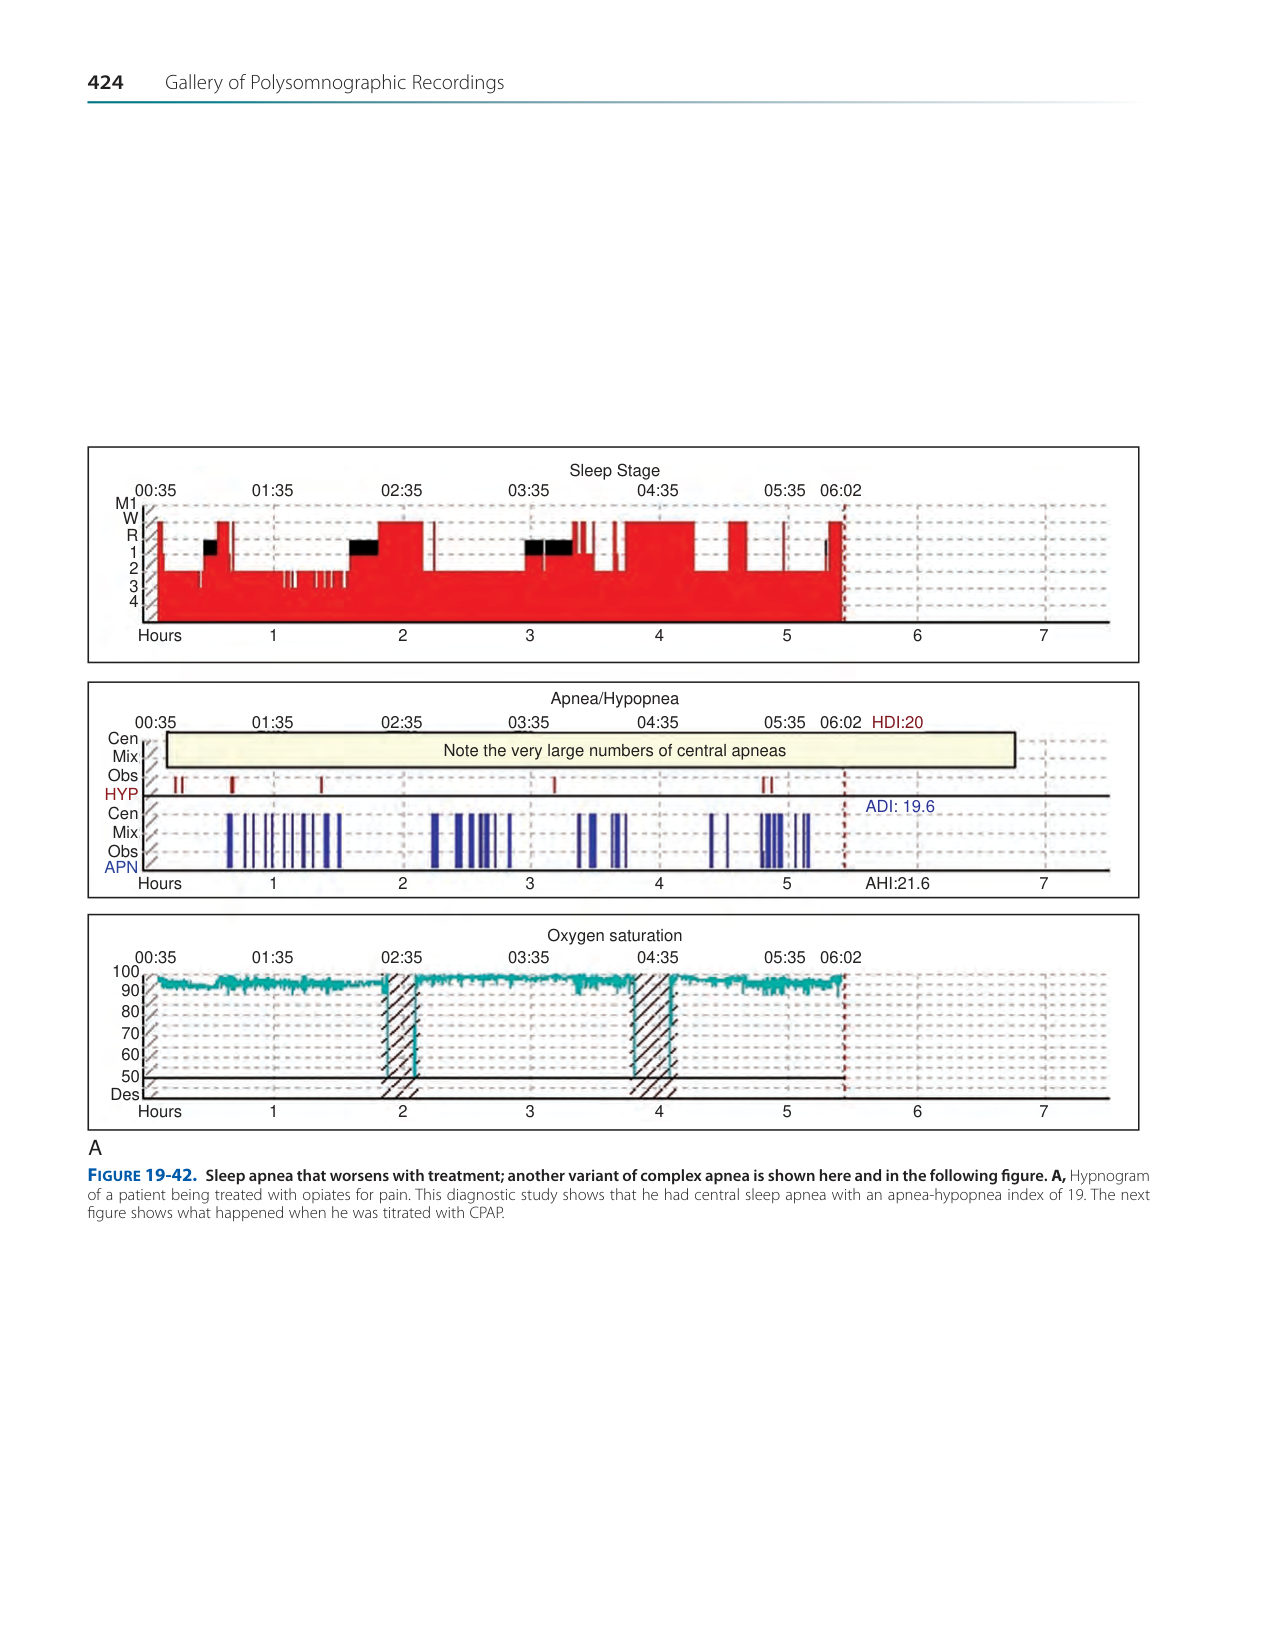 424 Gallery of Polysomnographic Recordings
Sleep Stage
00:35 01:35 02:35 03:35 04:35 05:35 06:02
M1
W
R
1
2
3
4
Hours 1 2 3 4 5 6 7
Apnea/Hypopnea
00:35 01:35 02:35 03:35 04:35 05:35 06:02 HDI:20
Cen
Mix Note the very large numbers of central apneas
Obs
HYP
ADI: 19.6
Cen
Mix
Obs
APN
Hours 1 2 3 4 5 AHI:21.6 7
Oxygen saturation
00:35 01:35 02:35 03:35 04:35 05:35 06:02
100
90
80
70
60
50
Des
Hours 1 2 3 4 5 6 7
A
FIGURE 19-42. Sleep apnea that worsens with treatment; another variant of complex apnea is shown here and in the following figure. A, Hypnogram
of a patient being treated with opiates for pain. This diagnostic study shows that he had central sleep apnea with an apnea-hypopnea index of 19. The next
figure shows what happened when he was titrated with CPAP.